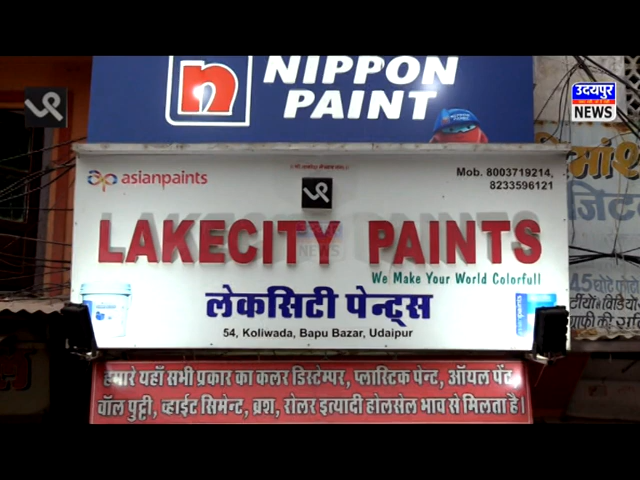 NIPPON
PAINT
n
उदयपुर
NEWS
asianpaints
Mob. 8003719214,
8233596121
LAKECITY PAINTS
We Make Your World Colorfull
लेकसिटी पेन्ट्स
54, Koliwada, Bapu Bazar, Udaipur
हमारे यहाँ सभी प्रकार का कलर डिस्टेम्पर, प्लास्टिक पेन्ट, ऑयल पेंट
वॉल पुट्टी, व्हाईट सिमेन्ट, ब्रश, रोलर इत्यादी होलसेल भाव से मिलता है।